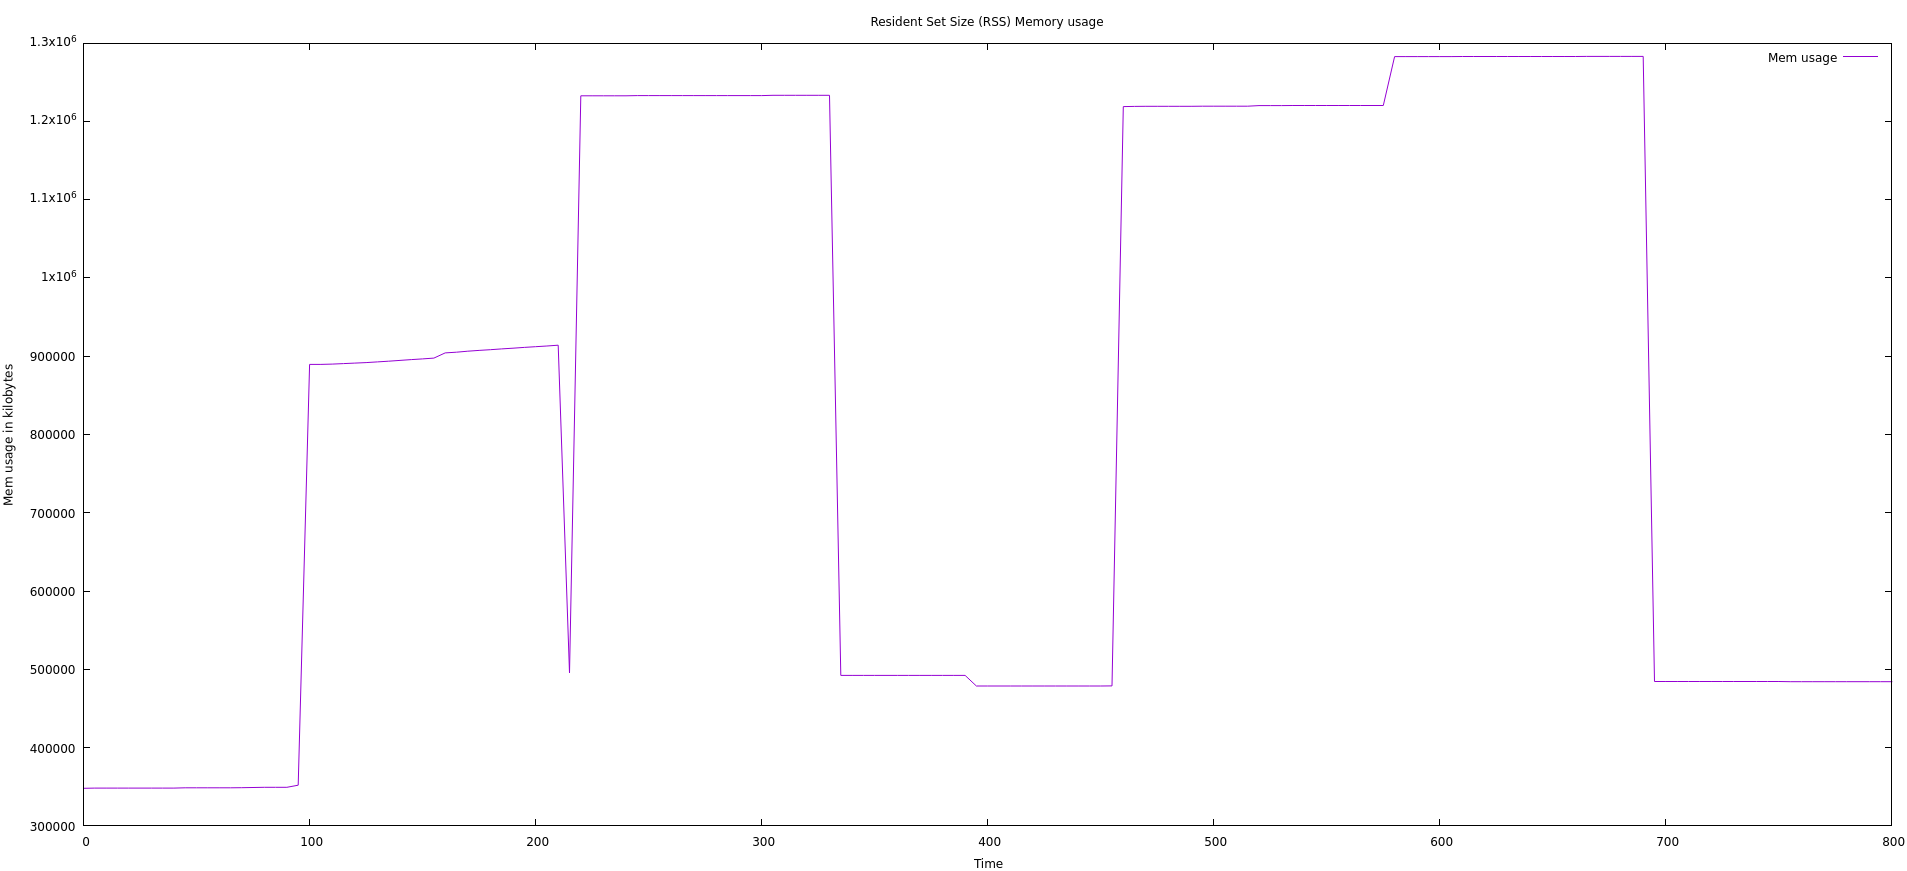 Resident Set Size (RSS) Memory usage
Mem usage
1.3x10⁶
1.2x10⁶
1.1x10⁶
1x10⁶
900000
800000
700000
600000
500000
400000
300000
Mem usage in kilobytes
0 100 200 300 400 500 600 700 800
Time